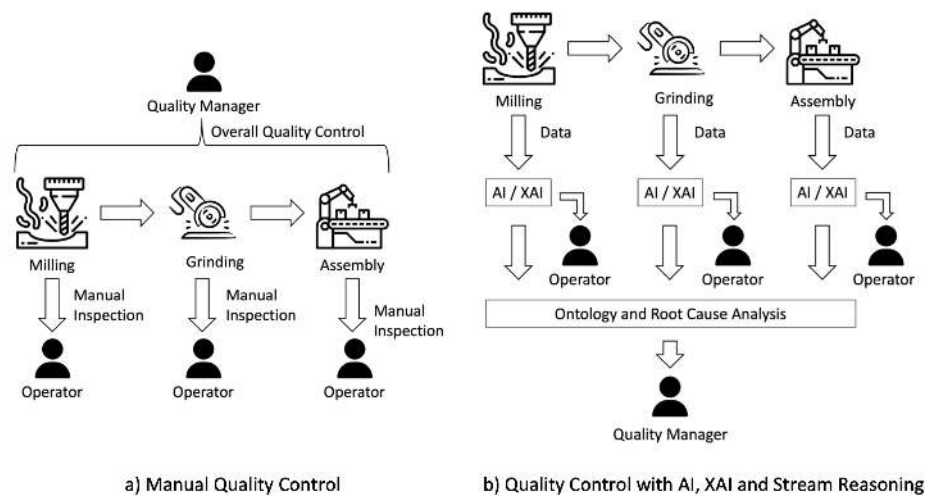 Quality Manager
Overall Quality Control
Milling
Grinding
Assembly
Manual
Inspection
Manual
Inspection
Manual
Inspection
Operator
Operator
Operator
a) Manual Quality Control
Milling
Grinding
Assembly
Data
Data
Data
AI / XAI
AI / XAI
AI / XAI
Operator
Operator
Operator
Ontology and Root Cause Analysis
Quality Manager
b) Quality Control with AI, XAI and Stream Reasoning